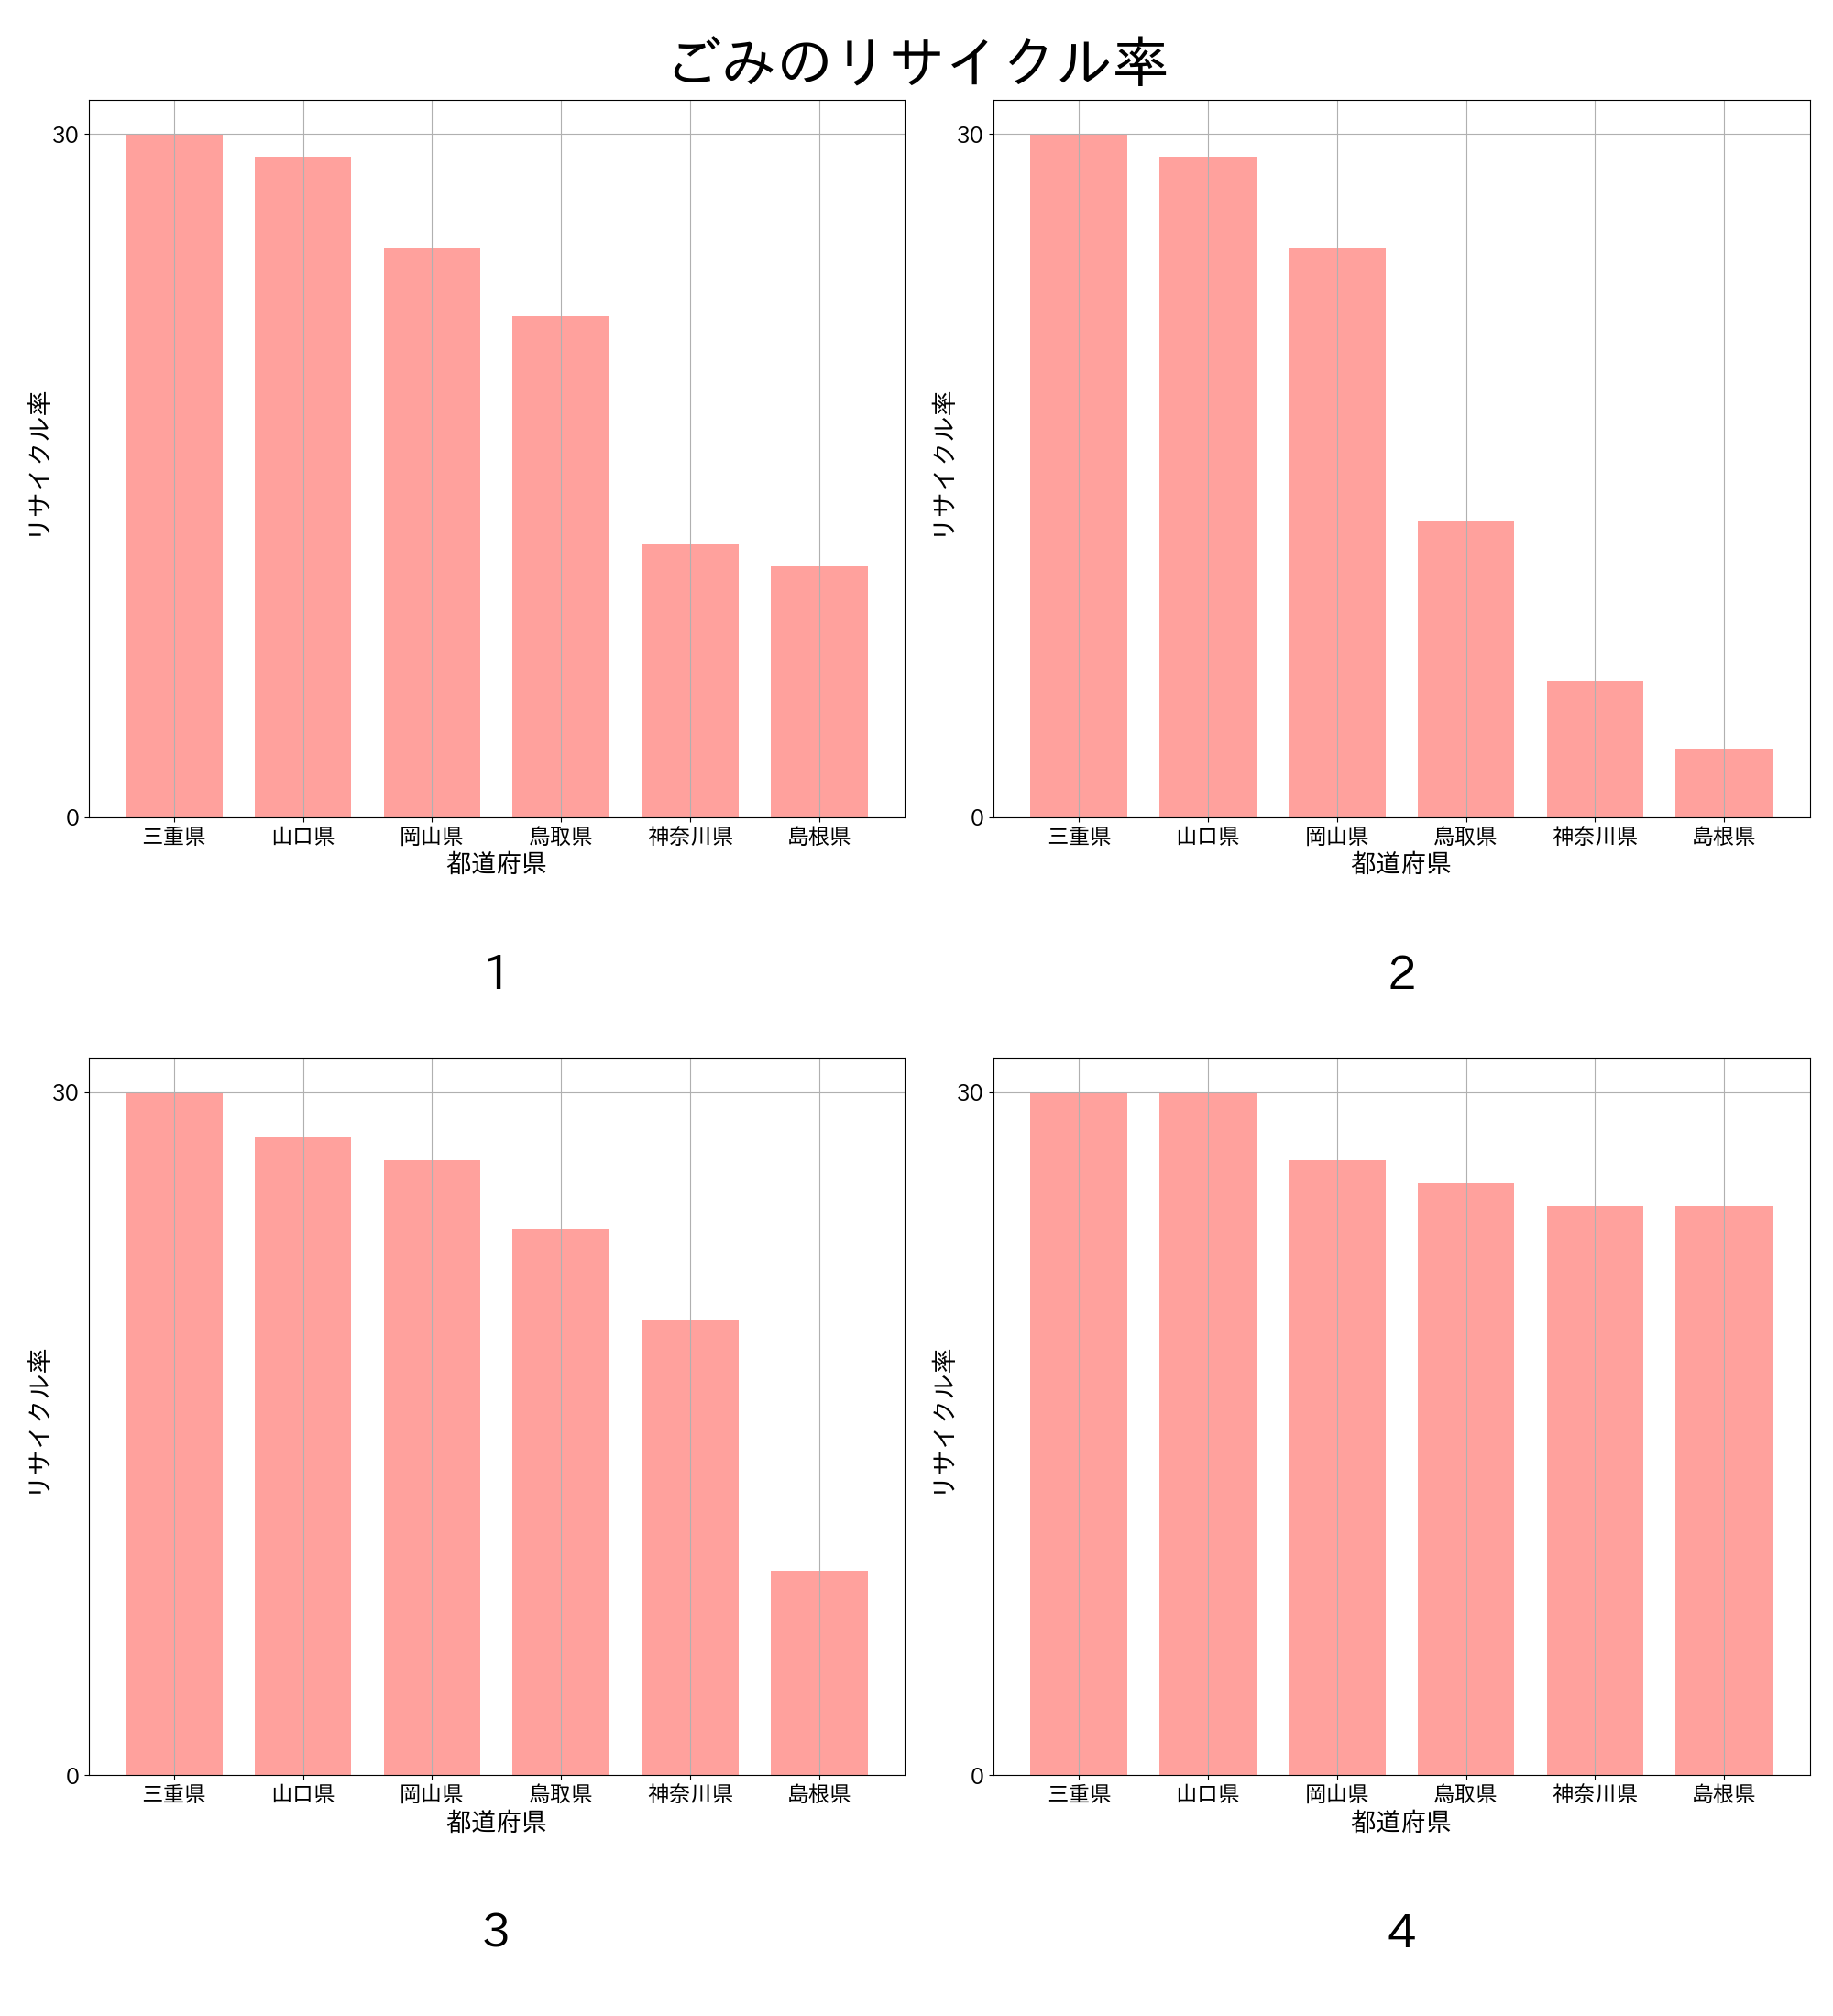 ごみのリサイクル率
30
0
リサイクル率
三重県 山口県 岡山県 鳥取県 神奈川県 島根県
都道府県
1
30
0
リサイクル率
三重県 山口県 岡山県 鳥取県 神奈川県 島根県
都道府県
2
30
0
リサイクル率
三重県 山口県 岡山県 鳥取県 神奈川県 島根県
都道府県
3
30
0
リサイクル率
三重県 山口県 岡山県 鳥取県 神奈川県 島根県
都道府県
4